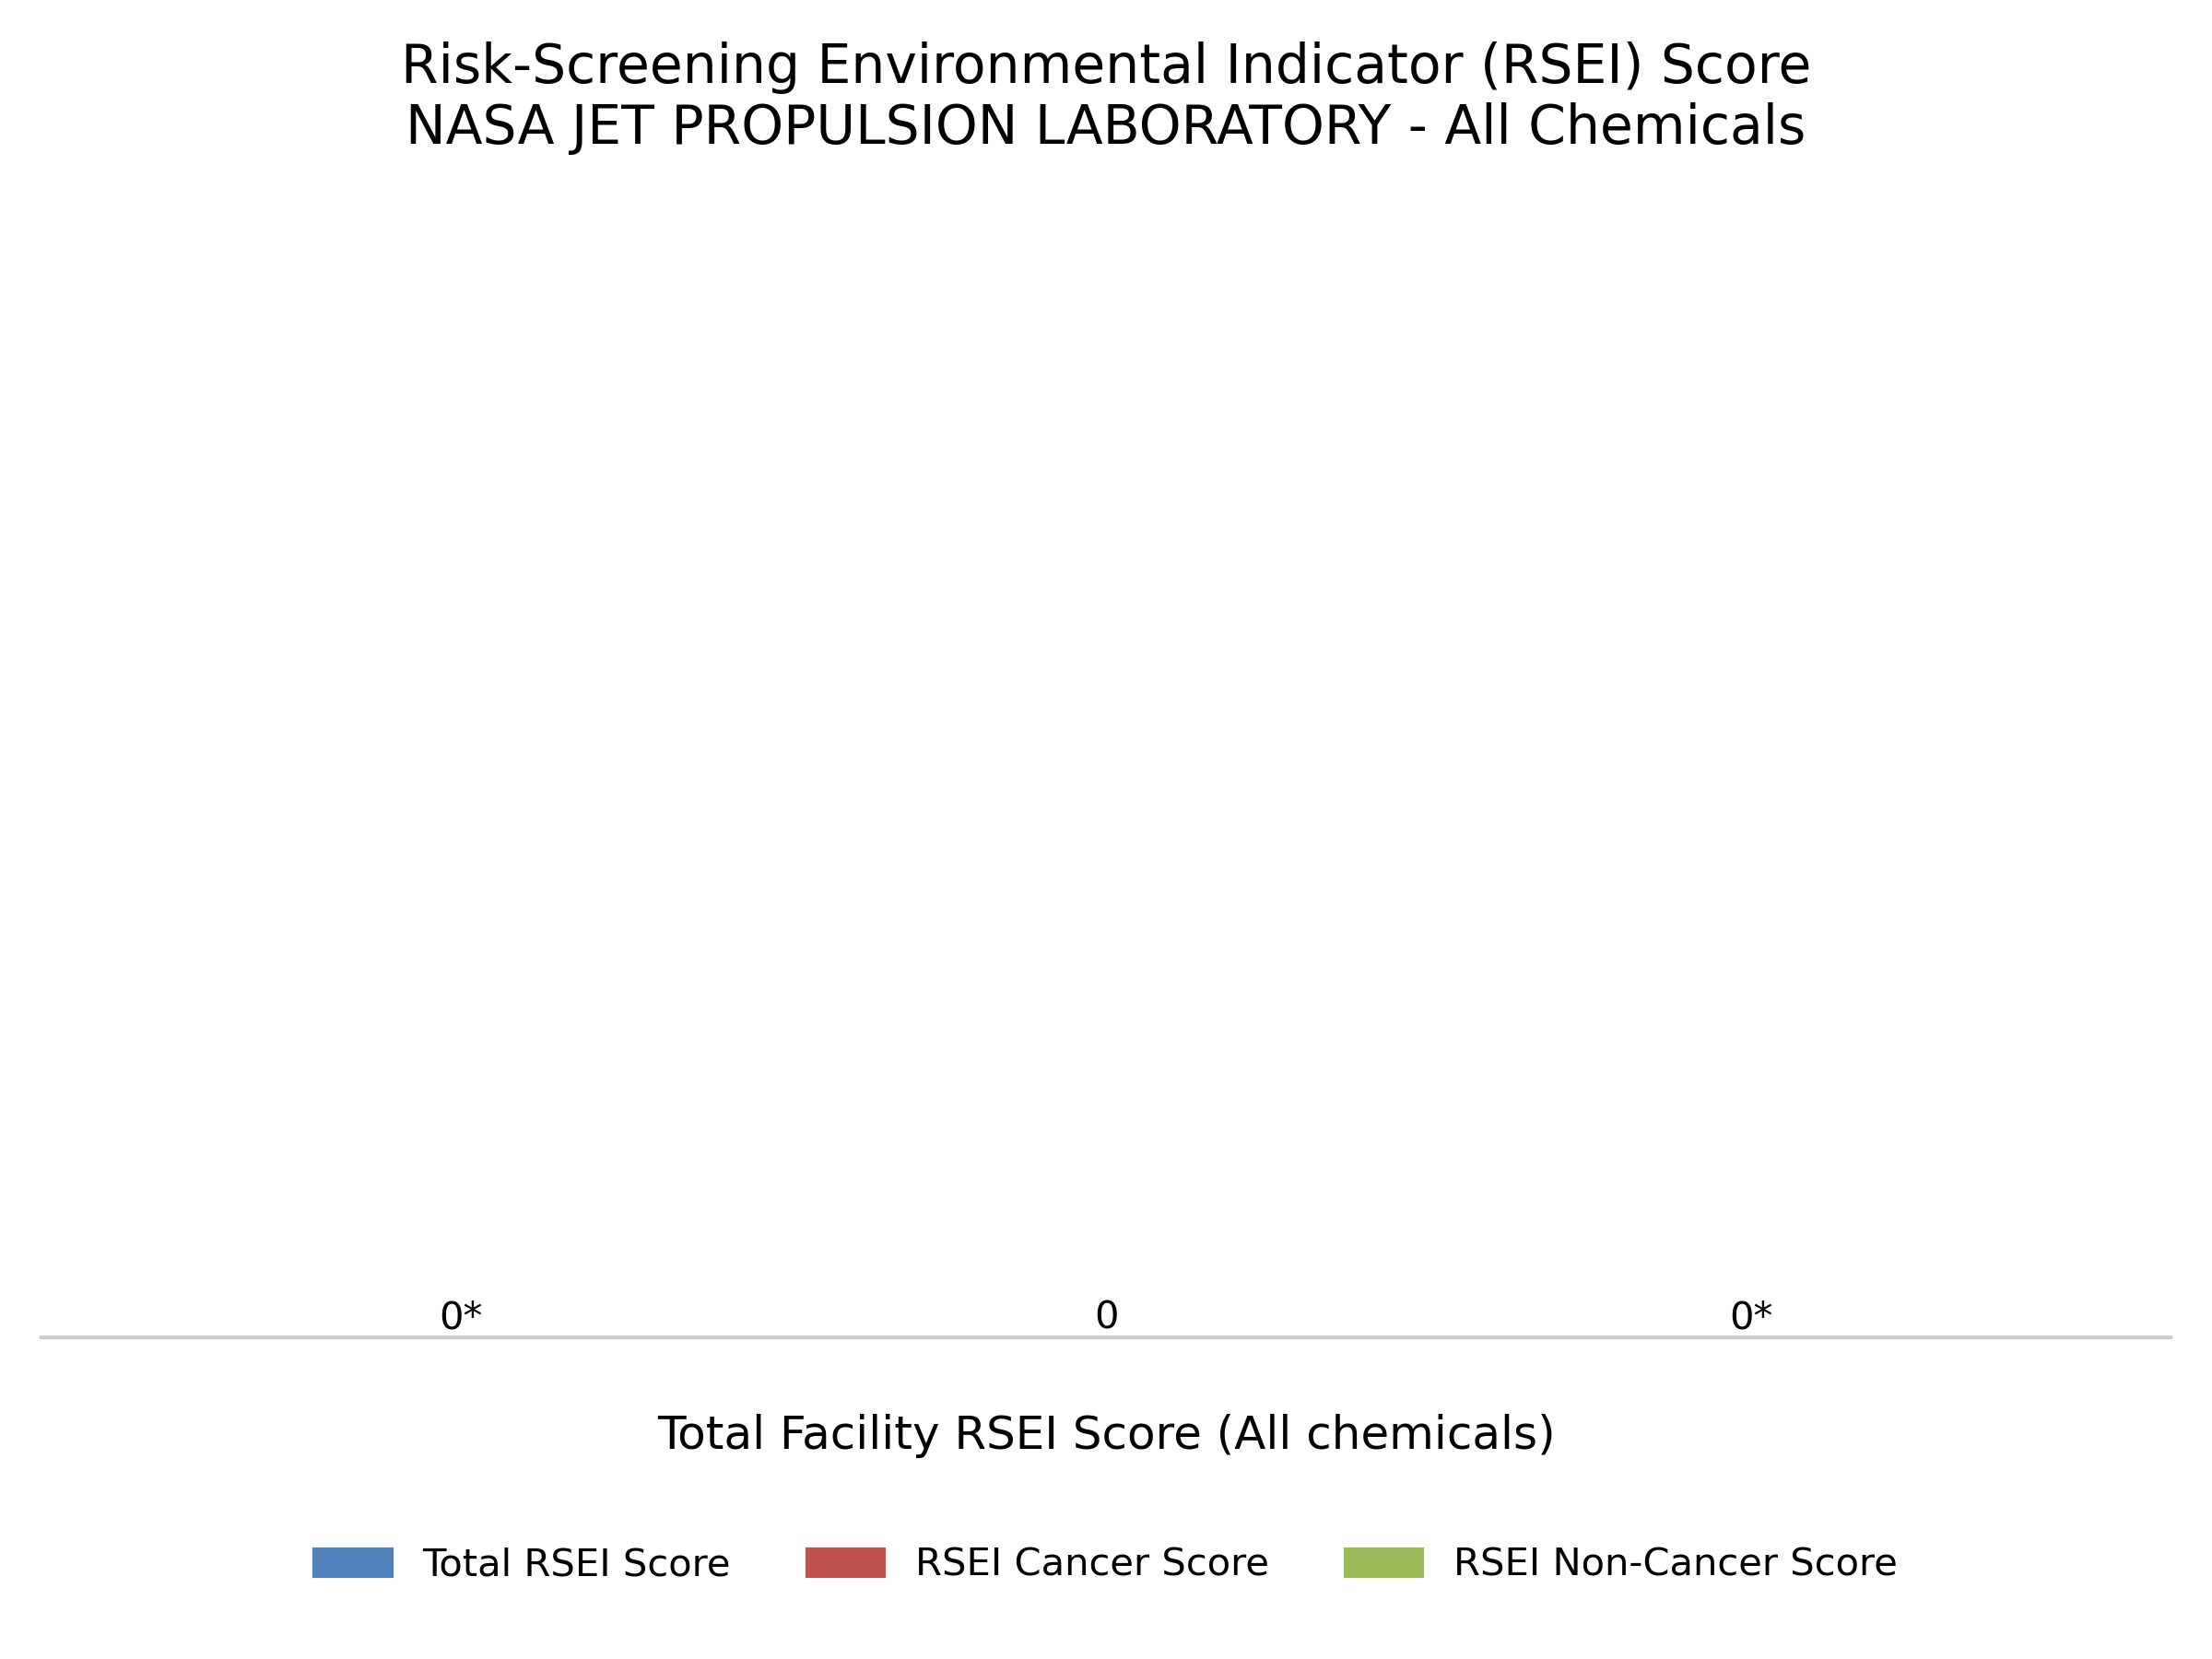 Risk-Screening Environmental Indicator (RSEI) Score
NASA JET PROPULSION LABORATORY - All Chemicals
0* 0 0*
Total Facility RSEI Score (All chemicals)
Total RSEI Score RSEI Cancer Score RSEI Non-Cancer Score